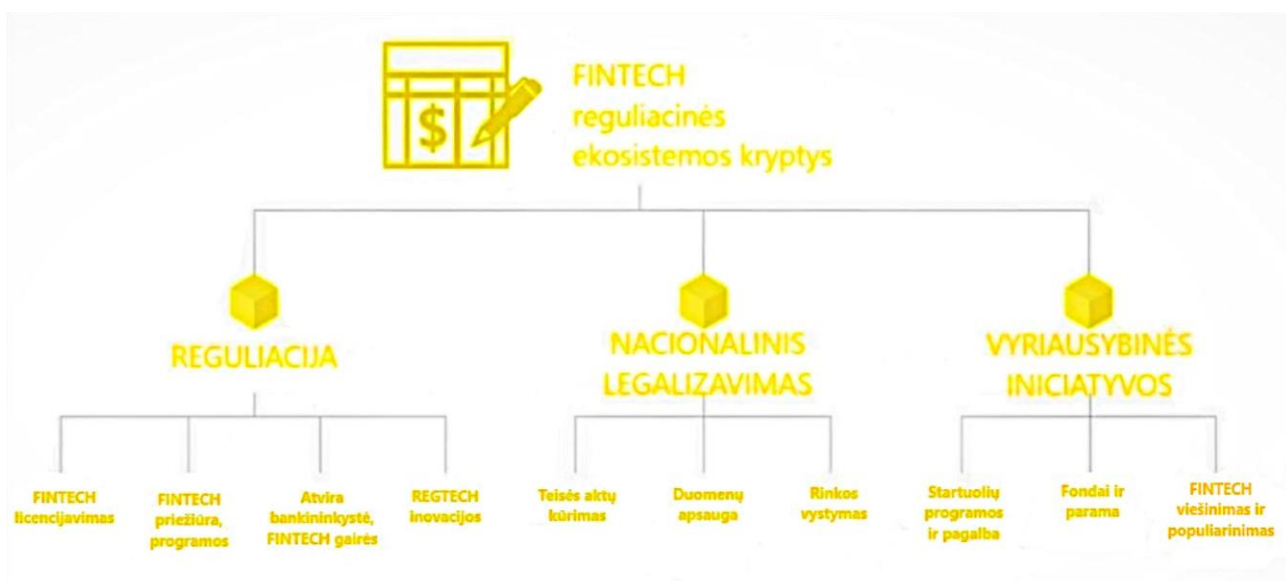 $
FINTECH
reguliacinės
ekosistemos kryptys
REGULIACIJA
NACIONALINIS
LEGALIZAVIMAS
VYRIAUSYBINĖS
INICIATYVOS
FINTECH
licencijavimas
FINTECH
priežiūra,
programos
Atvira
bankininkystė,
FINTECH gairės
REGTECH
inovacijos
Teisės aktų
kūrimas
Duomenų
apsauga
Rinkos
vystymas
Startuolių
programos
ir pagalba
Fondai ir
parama
FINTECH
viešinimas ir
populiarinimas